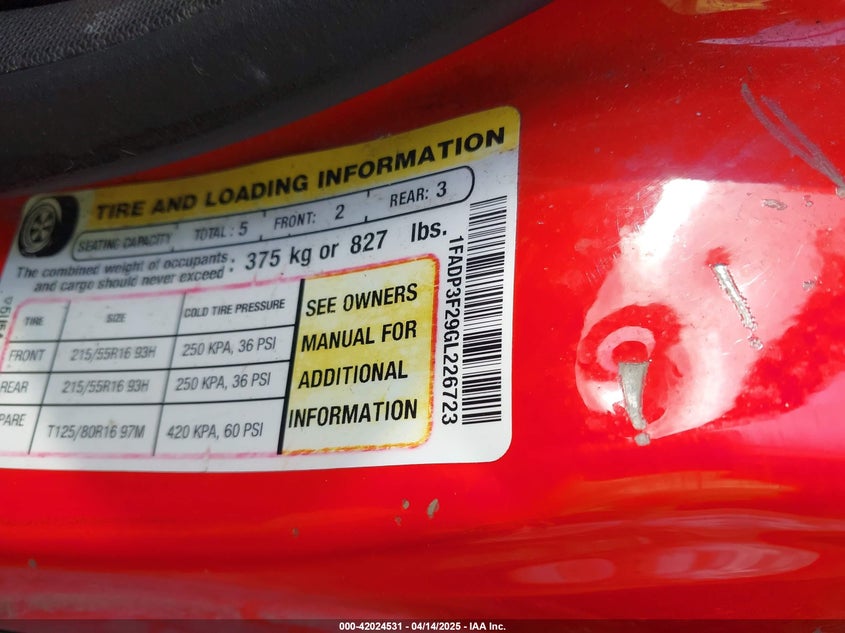 TIRE AND LOADING INFORMATION
SEATING CAPACITY TOTAL: 5 FRONT: 2 REAR: 3
The combined weight of occupants and cargo should never exceed: 375 kg or 827 lbs.
TIRE SIZE COLD TIRE PRESSURE
FRONT 215/55R16 93H 250 KPA, 36 PSI
REAR 215/55R16 93H 250 KPA, 36 PSI
PARE T125/80R16 97M 420 KPA, 60 PSI
SEE OWNERS
MANUAL FOR
ADDITIONAL
INFORMATION
1FADP3F29GL226723
000-42024531 - 04/14/2025 - IAA Inc.